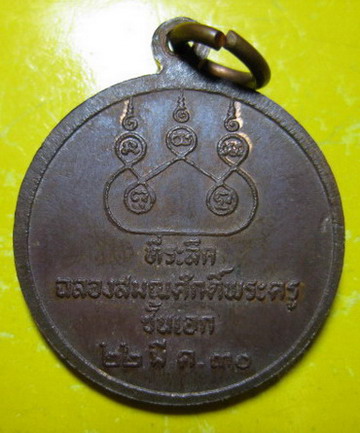 ที่ระลึก
ฉลองสมณศักดิ์พระครู
ชั้นเอก
๒๒ มี ค. ๓๐